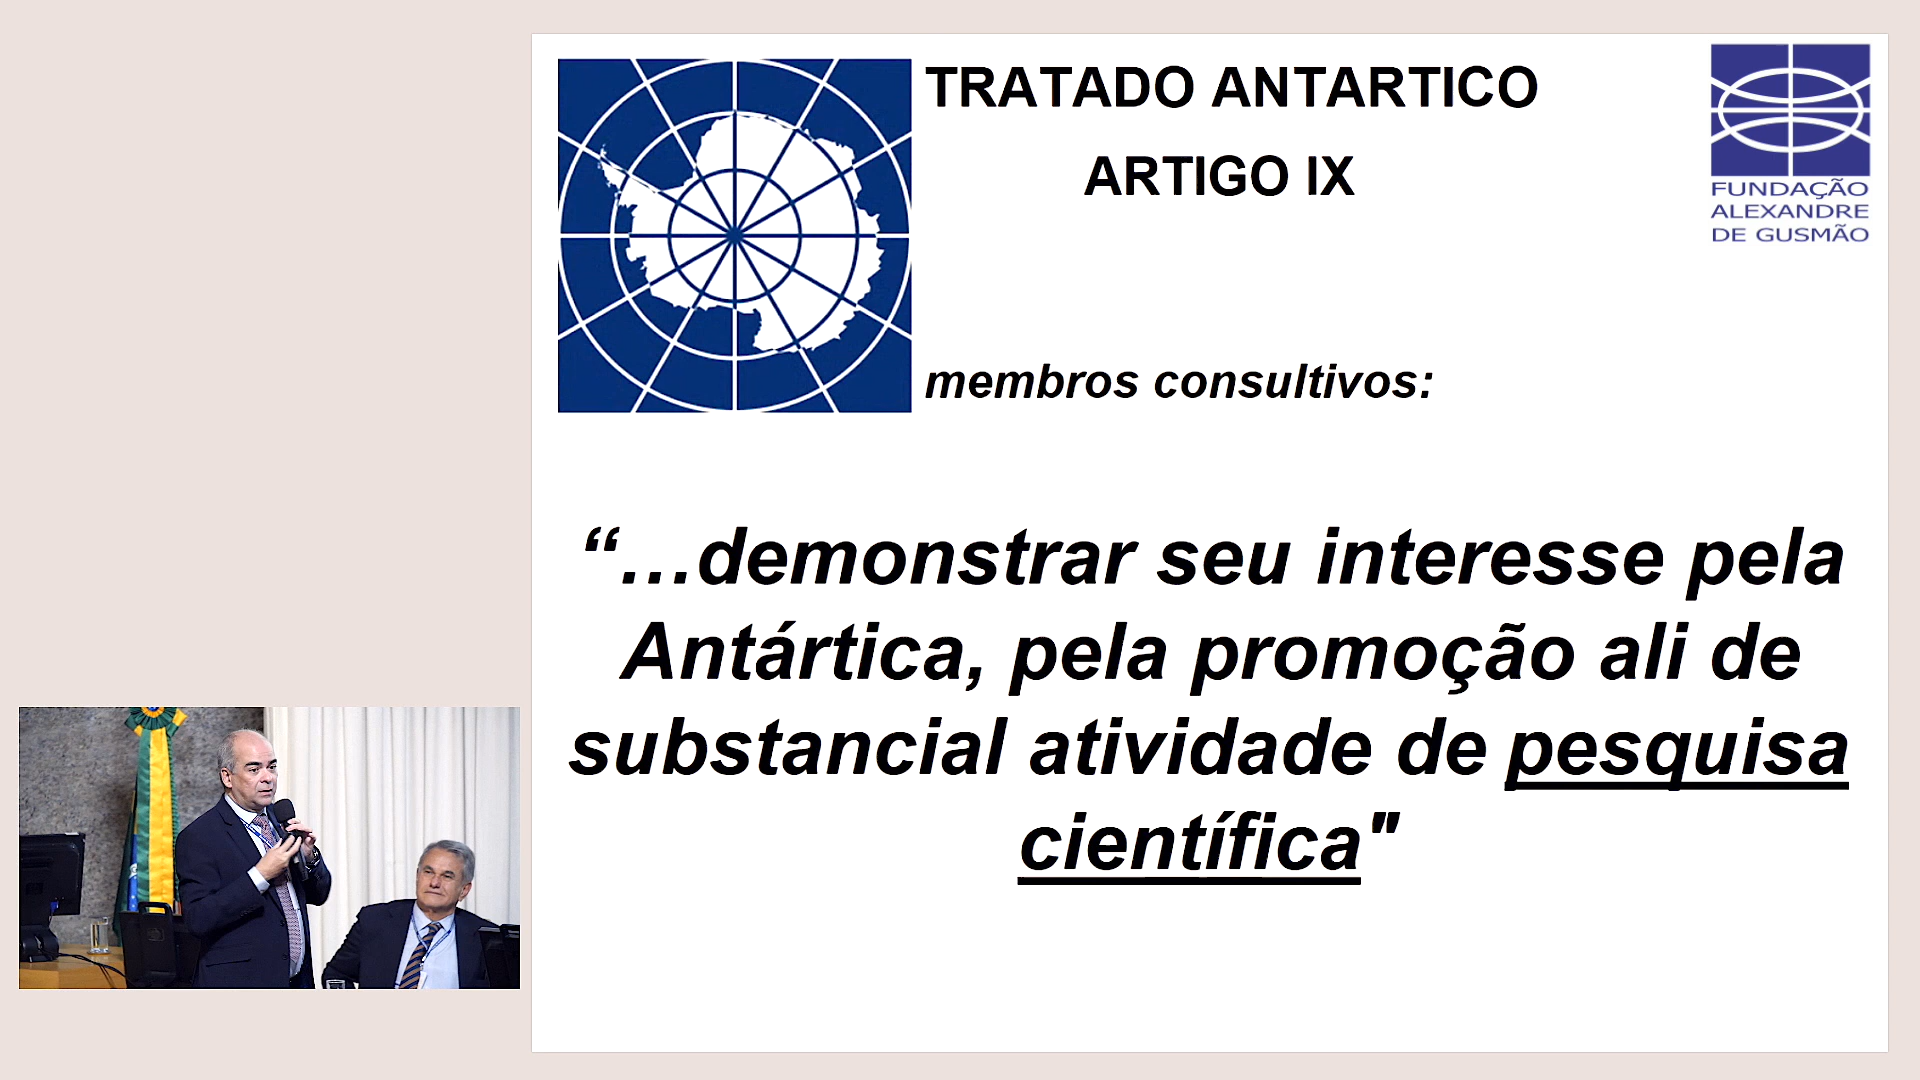 TRATADO ANTARTICO
ARTIGO IX
FUNDAÇÃO
ALEXANDRE
DE GUSMÃO
membros consultivos:
“...demonstrar seu interesse pela
Antártica, pela promoção ali de
substancial atividade de pesquisa
científica"